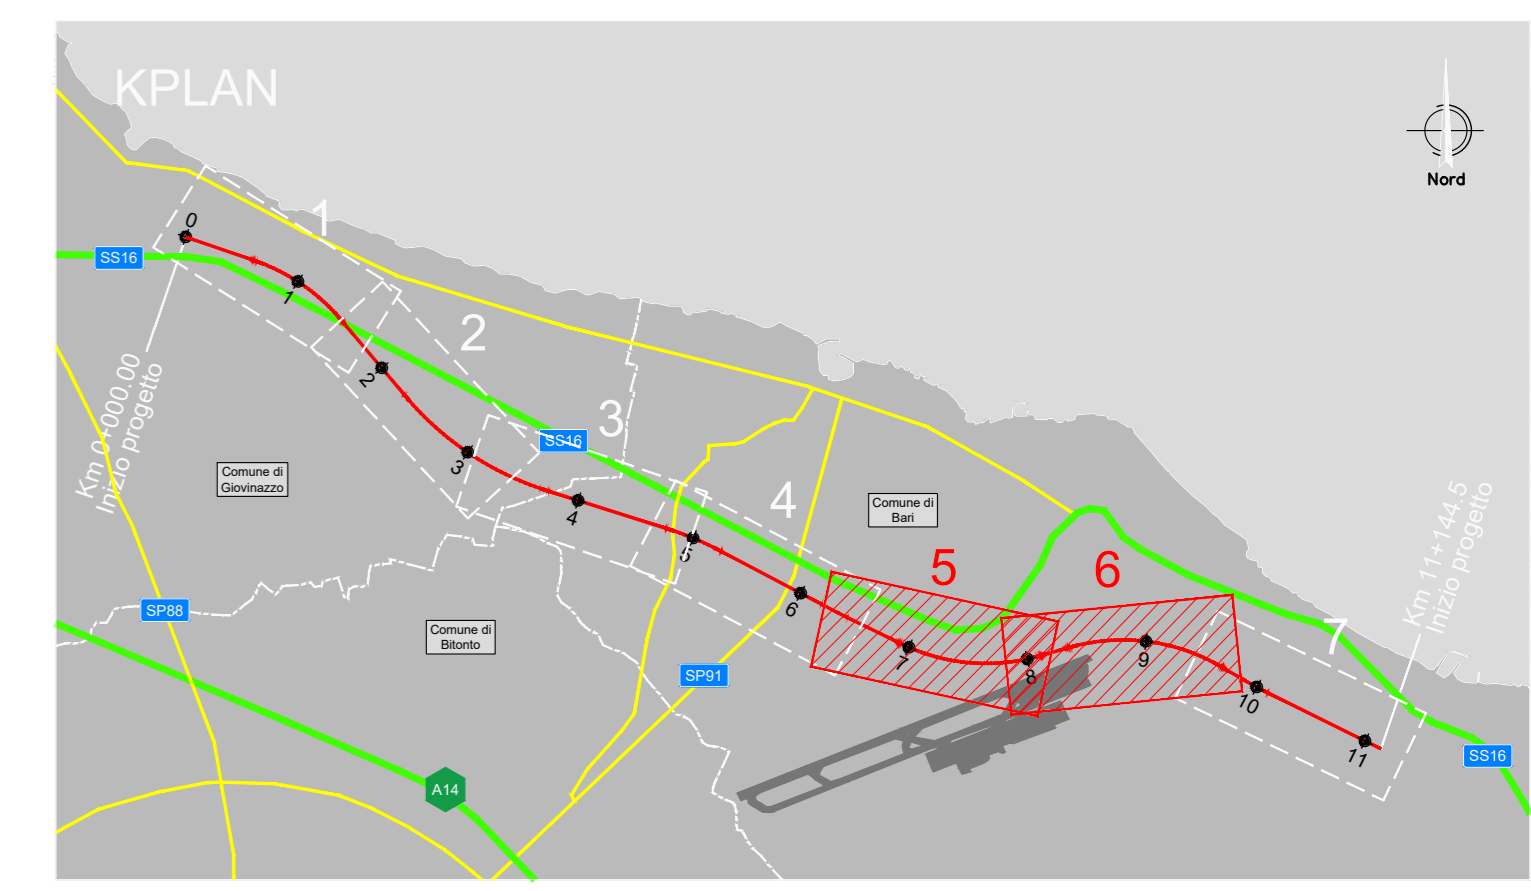 KPLAN
Nord
0
1
SS16
1
2
2
Km 0+000.00
Inizio progetto
3
SS16
3
Comune di
Giovinazzo
4
4
Comune di
Bari
Km 11+144.5
Inizio progetto
5
5
6
6
SP88
Comune di
Bitonto
7
7
8
9
SP91
10
11
SS16
A14